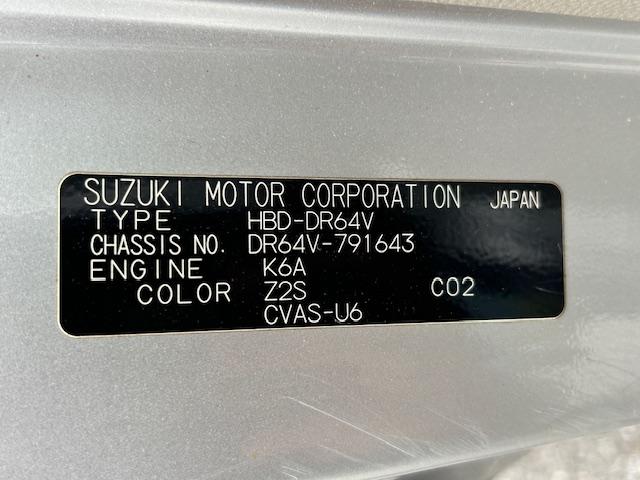 SUZUKI MOTOR CORPORATION JAPAN
TYPE HBD-DR64V
CHASSIS NO. DR64V-791643
ENGINE K6A
COLOR Z2S C02
CVAS-U6